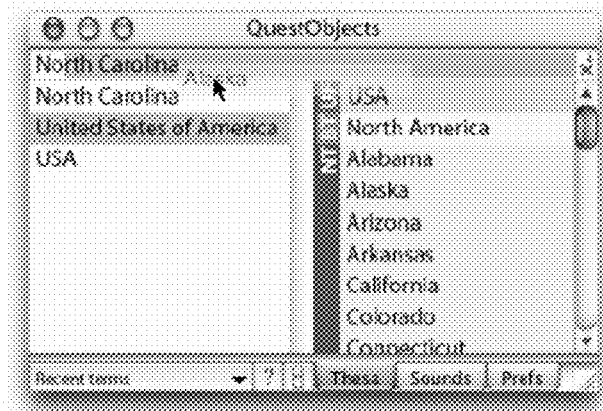 QuestObjects
North Carolina
Alaska
North Carolina
United States of America
USA
USA
North America
Alabama
Alaska
Arizona
Arkansas
California
Colorado
Connecticut
Recent terms
?
Thesa
Sounds
Prefs